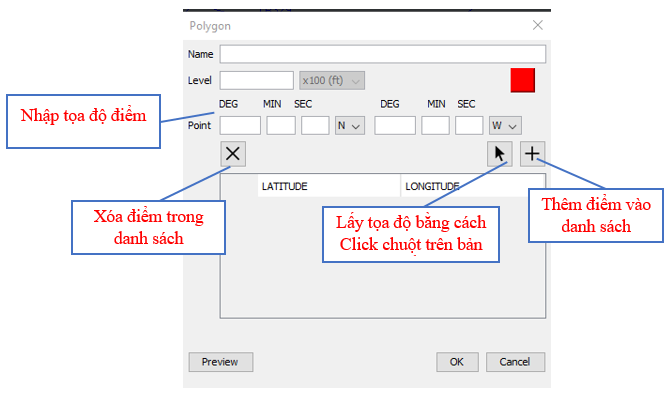 Polygon
Name
Level
x100 (ft)
DEG MIN SEC DEG MIN SEC
Nhập tọa độ điểm
Point
N
W
LATITUDE
LONGITUDE
Xóa điểm trong
danh sách
Lấy tọa độ bằng cách
Click chuột trên bản
Thêm điểm vào
danh sách
Preview
OK
Cancel